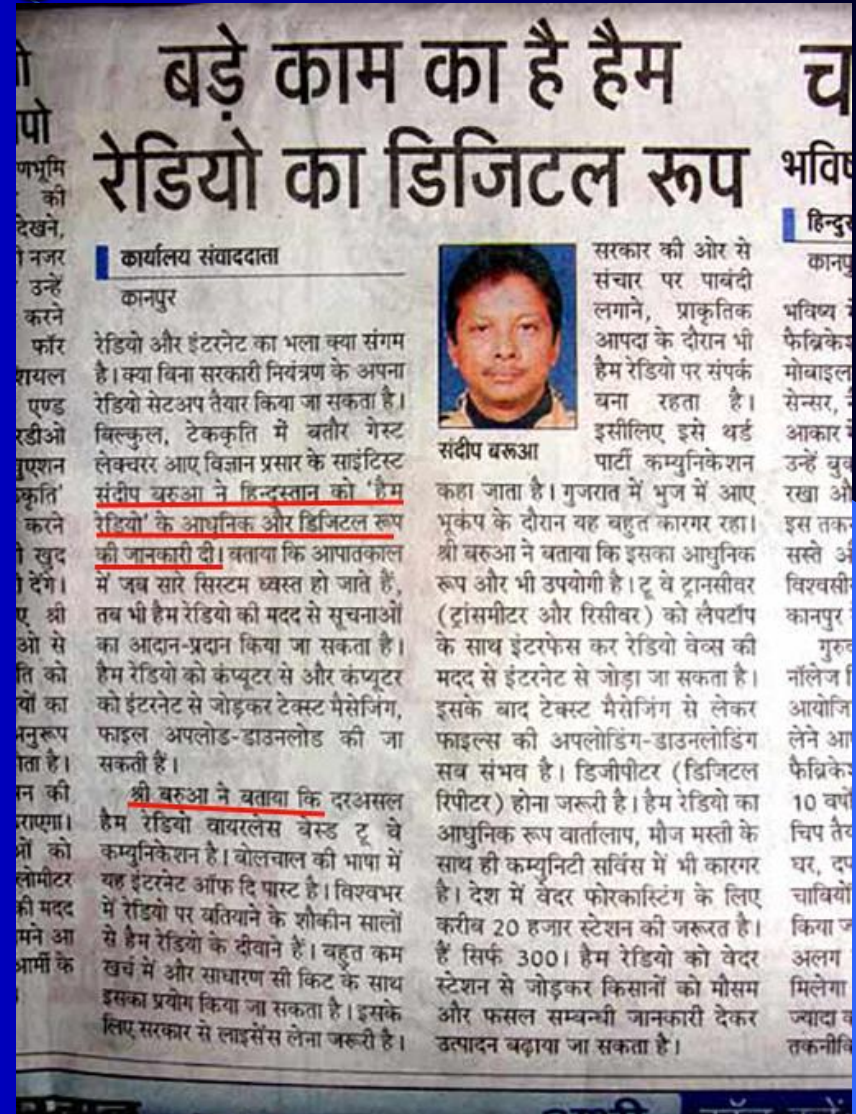 बड़े काम का है हैम
रेडियो का डिजिटल रूप
कार्यालय संवाददाता
कानपुर
रेडियो और इंटरनेट का भला क्या संगम
है। क्या बिना सरकारी नियंत्रण के अपना
रेडियो सेटअप तैयार किया जा सकता है।
बिल्कुल, टेककृति में बतौर गेस्ट
लेक्चरर आए विज्ञान प्रसार के साइंटिस्ट
संदीप बरुआ ने हिन्दुस्तान को 'हैम
रेडियो' के आधुनिक और डिजिटल रूप
की जानकारी दी। बताया कि आपातकाल
में जब सारे सिस्टम ध्वस्त हो जाते हैं,
तब भी हैम रेडियो की मदद से सूचनाओं
का आदान-प्रदान किया जा सकता है।
हैम रेडियो को कंप्यूटर से और कंप्यूटर
को इंटरनेट से जोड़कर टेक्स्ट मैसेजिंग,
फाइल अपलोड-डाउनलोड की जा
सकती हैं।
श्री बरुआ ने बताया कि दरअसल
हैम रेडियो वायरलेस बेस्ड टू वे
कम्युनिकेशन है। बोलचाल की भाषा में
यह इंटरनेट ऑफ दि पास्ट है। विश्वभर
में रेडियो पर बतियाने के शौकीन सालों
से हैम रेडियो के दीवाने हैं। बहुत कम
खर्च में और साधारण सी किट के साथ
इसका प्रयोग किया जा सकता है। इसके
लिए सरकार से लाइसेंस लेना जरूरी है।
संदीप बरूआ
सरकार की ओर से
संचार पर पाबंदी
लगाने, प्राकृतिक
आपदा के दौरान भी
हैम रेडियो पर संपर्क
बना रहता है।
इसीलिए इसे थर्ड
पार्टी कम्युनिकेशन
कहा जाता है। गुजरात में भुज में आए
भूकंप के दौरान यह बहुत कारगर रहा।
श्री बरुआ ने बताया कि इसका आधुनिक
रूप और भी उपयोगी है। टू वे ट्रानसीवर
(ट्रांसमीटर और रिसीवर) को लैपटॉप
के साथ इंटरफेस कर रेडियो वेव्स की
मदद से इंटरनेट से जोड़ा जा सकता है।
इसके बाद टेक्स्ट मैसेजिंग से लेकर
फाइल्स की अपलोडिंग-डाउनलोडिंग
सब संभव है। डिजीपीटर (डिजिटल
रिपीटर) होना जरूरी है। हैम रेडियो का
आधुनिक रूप वार्तालाप, मौज मस्ती के
साथ ही कम्युनिटी सर्विस में भी कारगर
है। देश में वेदर फोरकास्टिंग के लिए
करीब 20 हजार स्टेशन की जरूरत है।
हैं सिर्फ 300। हैम रेडियो को वेदर
स्टेशन से जोड़कर किसानों को मौसम
और फसल सम्बन्धी जानकारी देकर
उत्पादन बढ़ाया जा सकता है।